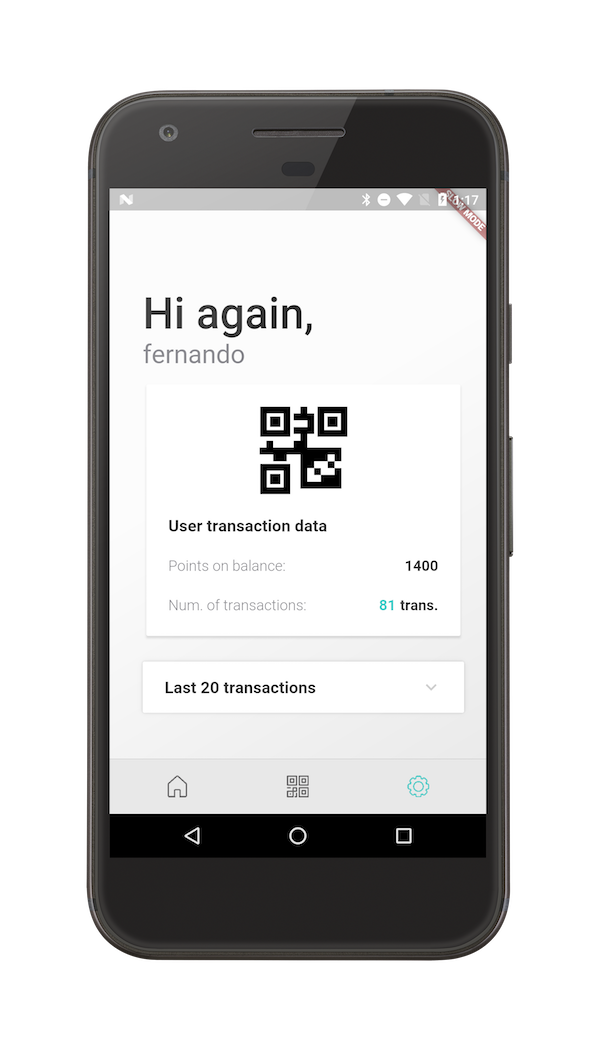 1:17
SLOW MODE
Hi again,
fernando
User transaction data
Points on balance: 1400
Num. of transactions: 81 trans.
Last 20 transactions